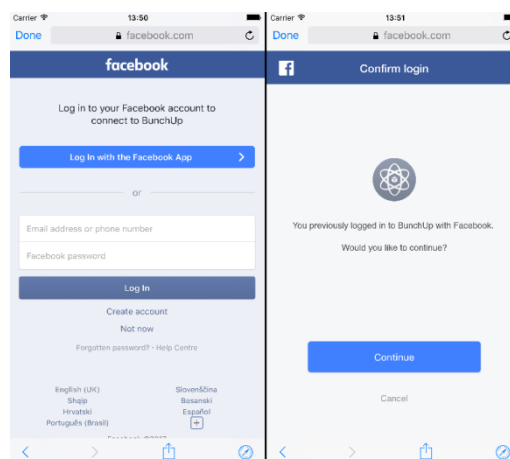 Carrier 13:50
Done facebook.com
facebook
Log in to your Facebook account to
connect to BunchUp
Log In with the Facebook App
or
Email address or phone number
Facebook password
Log In
Create account
Not now
Forgotten password? • Help Centre
English (UK) Slovenščina
Shqip Bosanski
Hrvatski Español
Português (Brasil) +
Facebook ©2017
Carrier 13:51
Done facebook.com
f Confirm login
You previously logged in to BunchUp with Facebook.
Would you like to continue?
Continue
Cancel